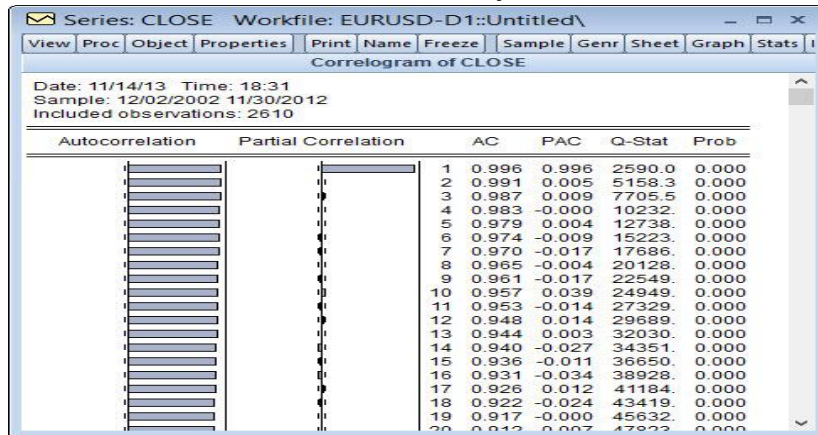 Series: CLOSE Workfile: EURUSD-D1::Untitled\
View Proc Object Properties Print Name Freeze Sample Genr Sheet Graph Stats
Correlogram of CLOSE
Date: 11/14/13 Time: 18:31
Sample: 12/02/2002 11/30/2012
Included observations: 2610
Autocorrelation Partial Correlation AC PAC Q-Stat Prob
1 0.996 0.996 2590.0 0.000
2 0.991 0.005 5158.3 0.000
3 0.987 0.009 7705.5 0.000
4 0.983 -0.000 10232. 0.000
5 0.979 0.004 12738. 0.000
6 0.974 -0.009 15223. 0.000
7 0.970 -0.017 17686. 0.000
8 0.965 -0.004 20128. 0.000
9 0.961 -0.017 22549. 0.000
10 0.957 0.039 24949. 0.000
11 0.953 -0.014 27329. 0.000
12 0.948 0.014 29689. 0.000
13 0.944 0.003 32030. 0.000
14 0.940 -0.027 34351. 0.000
15 0.936 -0.011 36650. 0.000
16 0.931 -0.034 38928. 0.000
17 0.926 0.012 41184. 0.000
18 0.922 -0.024 43419. 0.000
19 0.917 -0.000 45632. 0.000